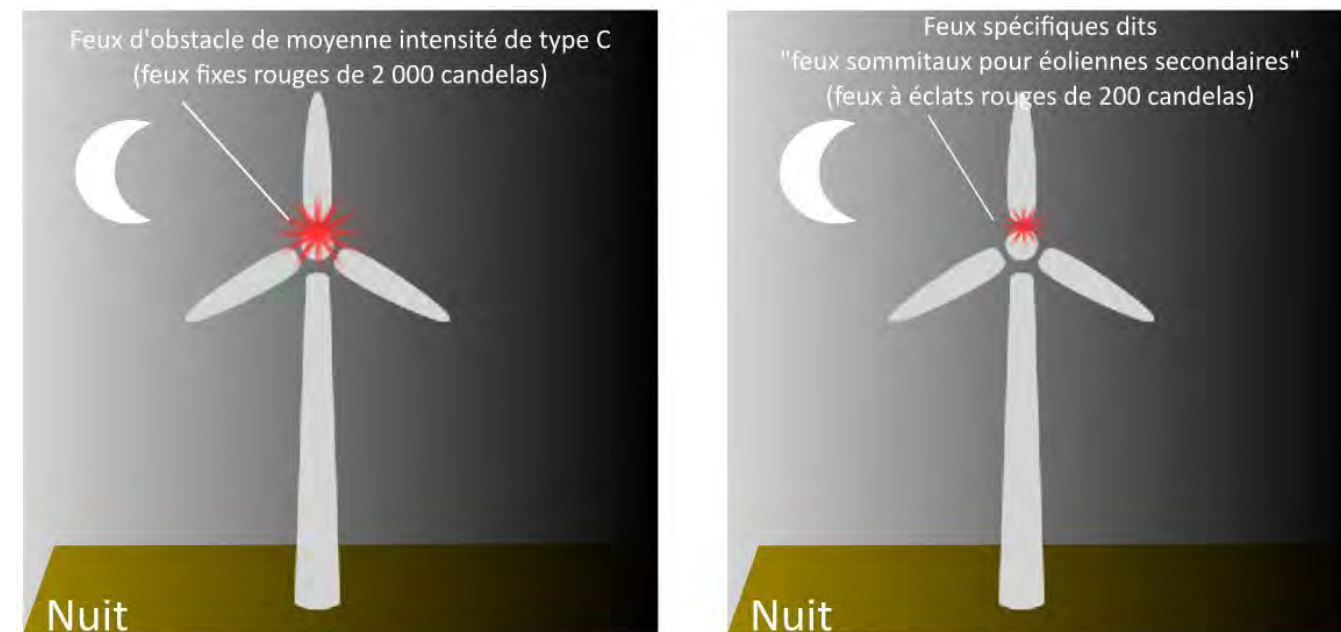 Feux d'obstacle de moyenne intensité de type C
(feux fixes rouges de 2 000 candelas)
Nuit
Feux spécifiques dits
"feux sommitaux pour éoliennes secondaires"
(feux à éclats rouges de 200 candelas)
Nuit